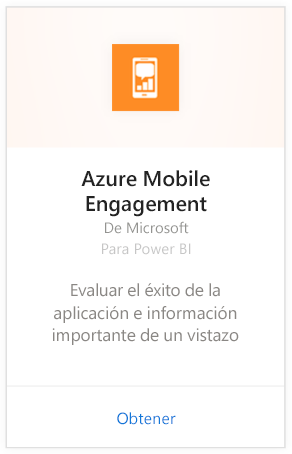 Azure Mobile
Engagement
De Microsoft
Para Power BI
Evaluar el éxito de la
aplicación e información
importante de un vistazo
Obtener